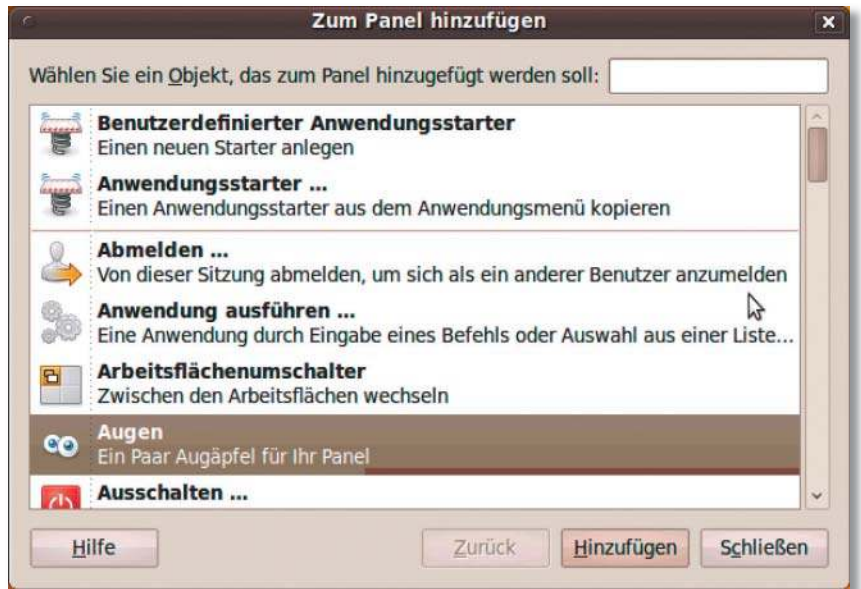 Zum Panel hinzufügen
Wählen Sie ein Objekt, das zum Panel hinzugefügt werden soll:
Benutzerdefinierter Anwendungsstarter
Einen neuen Starter anlegen
Anwendungsstarter ...
Einen Anwendungsstarter aus dem Anwendungsmenü kopieren
Abmelden ...
Von dieser Sitzung abmelden, um sich als ein anderer Benutzer anzumelden
Anwendung ausführen ...
Eine Anwendung durch Eingabe eines Befehls oder Auswahl aus einer Liste...
Arbeitsflächenumschalter
Zwischen den Arbeitsflächen wechseln
Augen
Ein Paar Augäpfel für Ihr Panel
Ausschalten ...
Hilfe Zurück Hinzufügen Schließen